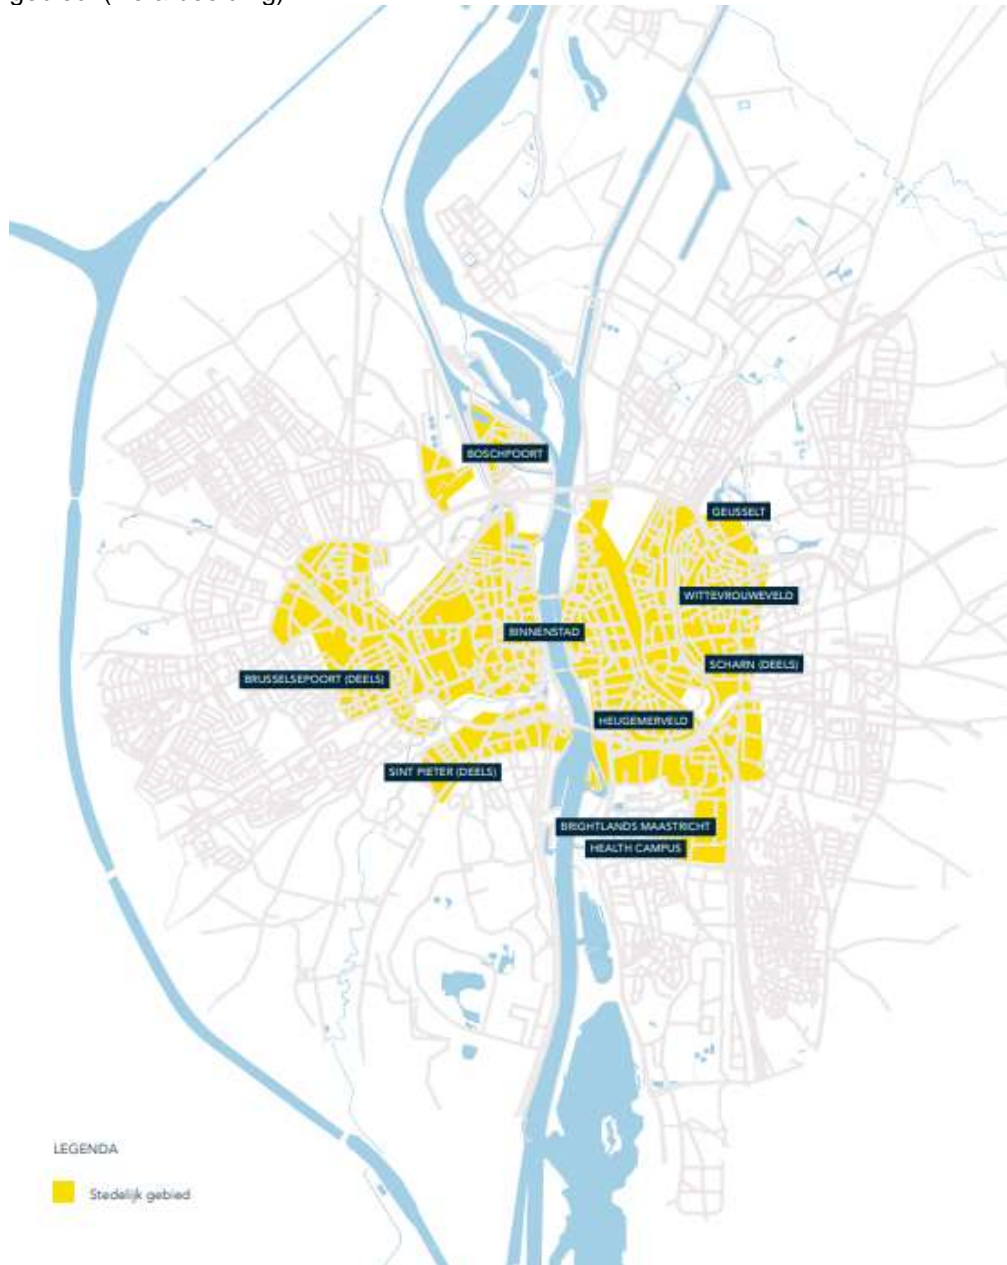 BOSCHPOORT
GEUSSELT
WITTEVROUWEVELD
BINNENSTAD
SCHARN (DEELS)
BRUSSELSEPOORT (DEELS)
HEUGEMERVELD
SINT PIETER (DEELS)
BRIGHTLANDS MAASTRICHT
HEALTH CAMPUS
LEGENDA
Stedelijk gebied